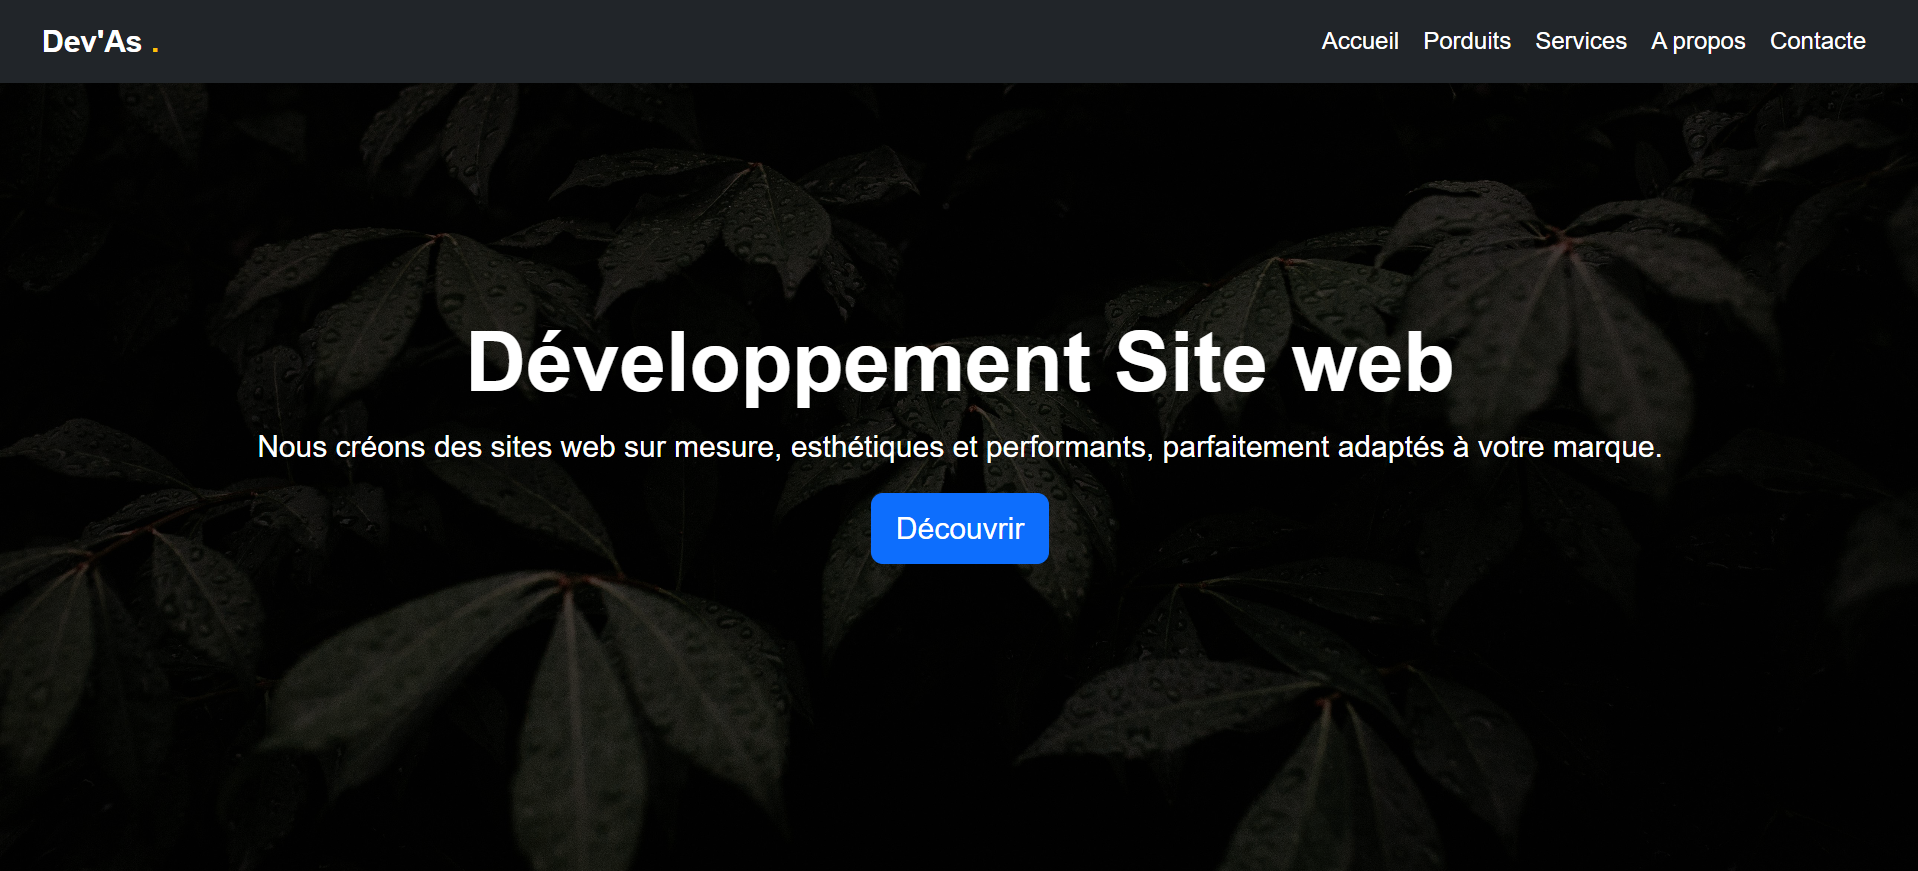 Dev'As .
Accueil Porduits Services A propos Contacte
Développement Site web
Nous créons des sites web sur mesure, esthétiques et performants, parfaitement adaptés à votre marque.
Découvrir